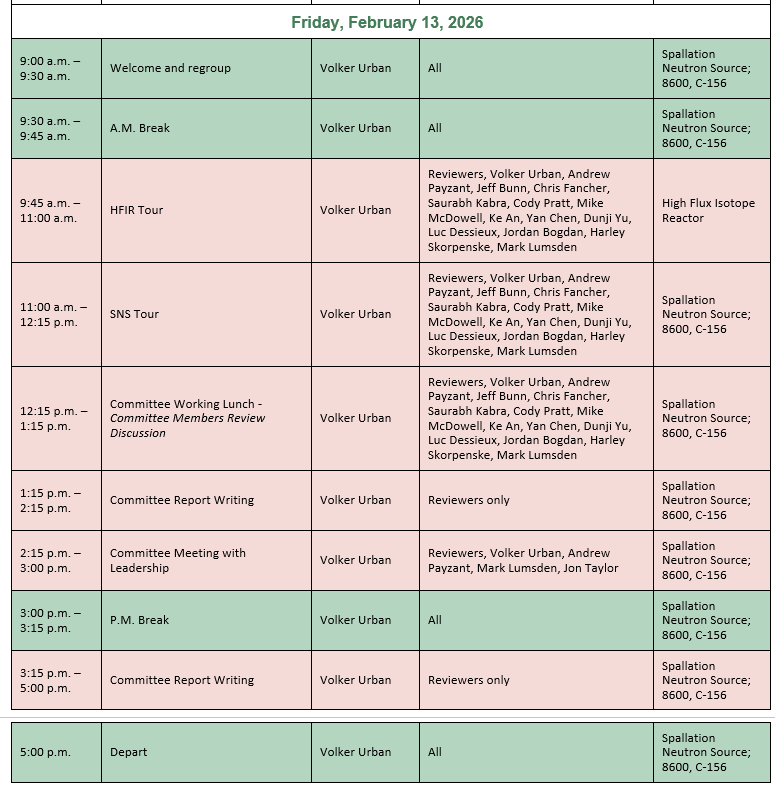 Friday, February 13, 2026
9:00 a.m. –
9:30 a.m.
Welcome and regroup
Volker Urban
All
Spallation
Neutron Source;
8600, C-156
9:30 a.m. –
9:45 a.m.
A.M. Break
Volker Urban
All
Spallation
Neutron Source;
8600, C-156
9:45 a.m. –
11:00 a.m.
HFIR Tour
Volker Urban
Reviewers, Volker Urban, Andrew
Payzant, Jeff Bunn, Chris Fancher,
Saurabh Kabra, Cody Pratt, Mike
McDowell, Ke An, Yan Chen, Dunji Yu,
Luc Dessieux, Jordan Bogdan, Harley
Skorpenske, Mark Lumsden
High Flux Isotope
Reactor
11:00 a.m. –
12:15 p.m.
SNS Tour
Volker Urban
Reviewers, Volker Urban, Andrew
Payzant, Jeff Bunn, Chris Fancher,
Saurabh Kabra, Cody Pratt, Mike
McDowell, Ke An, Yan Chen, Dunji Yu,
Luc Dessieux, Jordan Bogdan, Harley
Skorpenske, Mark Lumsden
Spallation
Neutron Source;
8600, C-156
12:15 p.m. –
1:15 p.m.
Committee Working Lunch -
Committee Members Review
Discussion
Volker Urban
Reviewers, Volker Urban, Andrew
Payzant, Jeff Bunn, Chris Fancher,
Saurabh Kabra, Cody Pratt, Mike
McDowell, Ke An, Yan Chen, Dunji Yu,
Luc Dessieux, Jordan Bogdan, Harley
Skorpenske, Mark Lumsden
Spallation
Neutron Source;
8600, C-156
1:15 p.m. –
2:15 p.m.
Committee Report Writing
Volker Urban
Reviewers only
Spallation
Neutron Source;
8600, C-156
2:15 p.m. –
3:00 p.m.
Committee Meeting with
Leadership
Volker Urban
Reviewers, Volker Urban, Andrew
Payzant, Mark Lumsden, Jon Taylor
Spallation
Neutron Source;
8600, C-156
3:00 p.m. –
3:15 p.m.
P.M. Break
Volker Urban
All
Spallation
Neutron Source;
8600, C-156
3:15 p.m. –
5:00 p.m.
Committee Report Writing
Volker Urban
Reviewers only
Spallation
Neutron Source;
8600, C-156
5:00 p.m.
Depart
Volker Urban
All
Spallation
Neutron Source;
8600, C-156